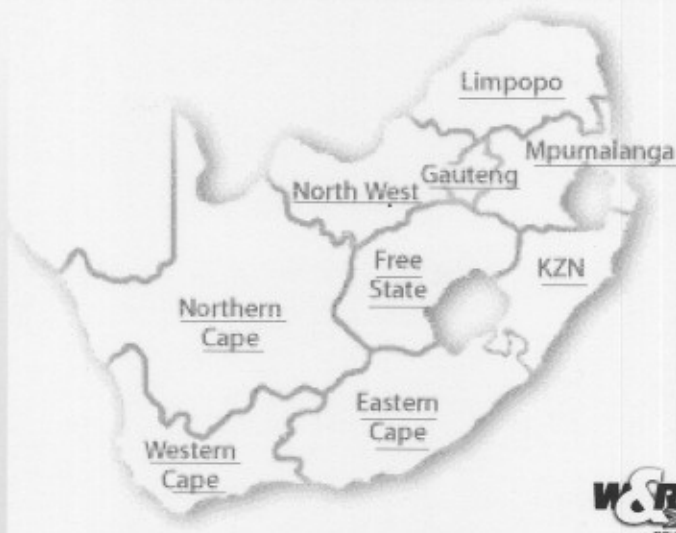 Limpopo
Mpumalanga
Gauteng
North West
Free
State
KZN
Northern
Cape
Eastern
Cape
Western
Cape
W&R